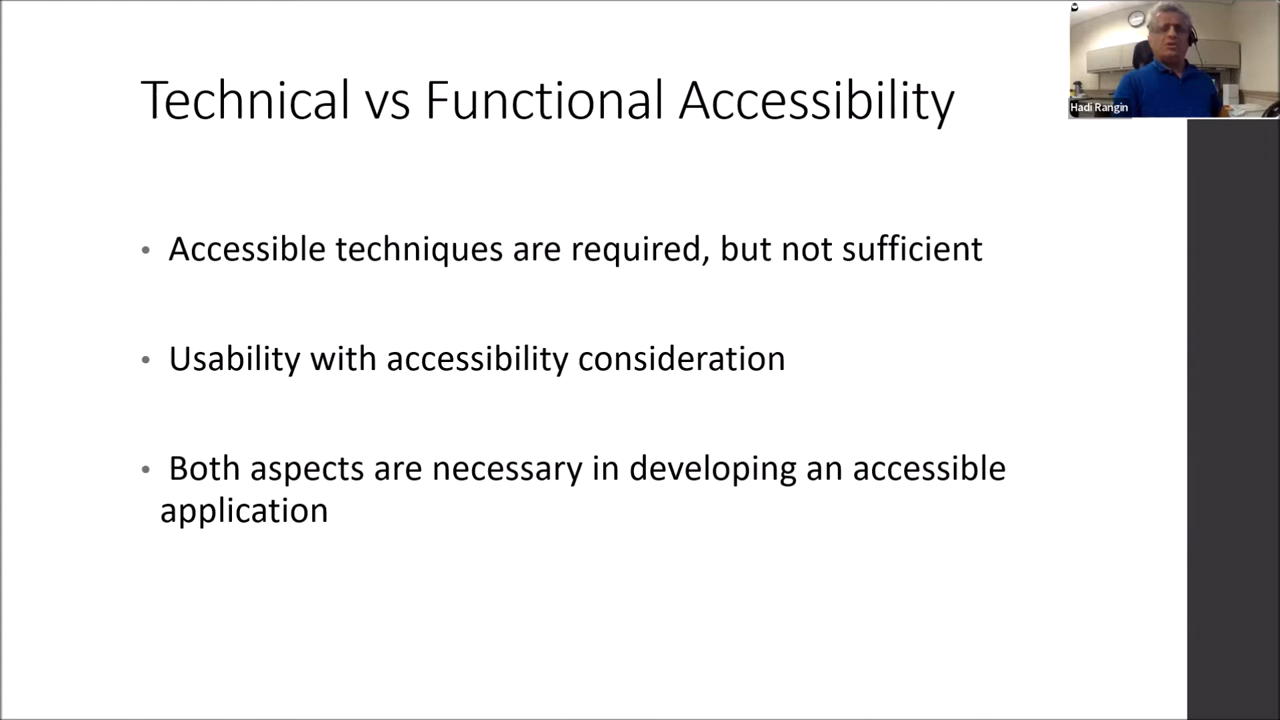 Technical vs Functional Accessibility
Hadi Rangin
• Accessible techniques are required, but not sufficient
• Usability with accessibility consideration
• Both aspects are necessary in developing an accessible
application